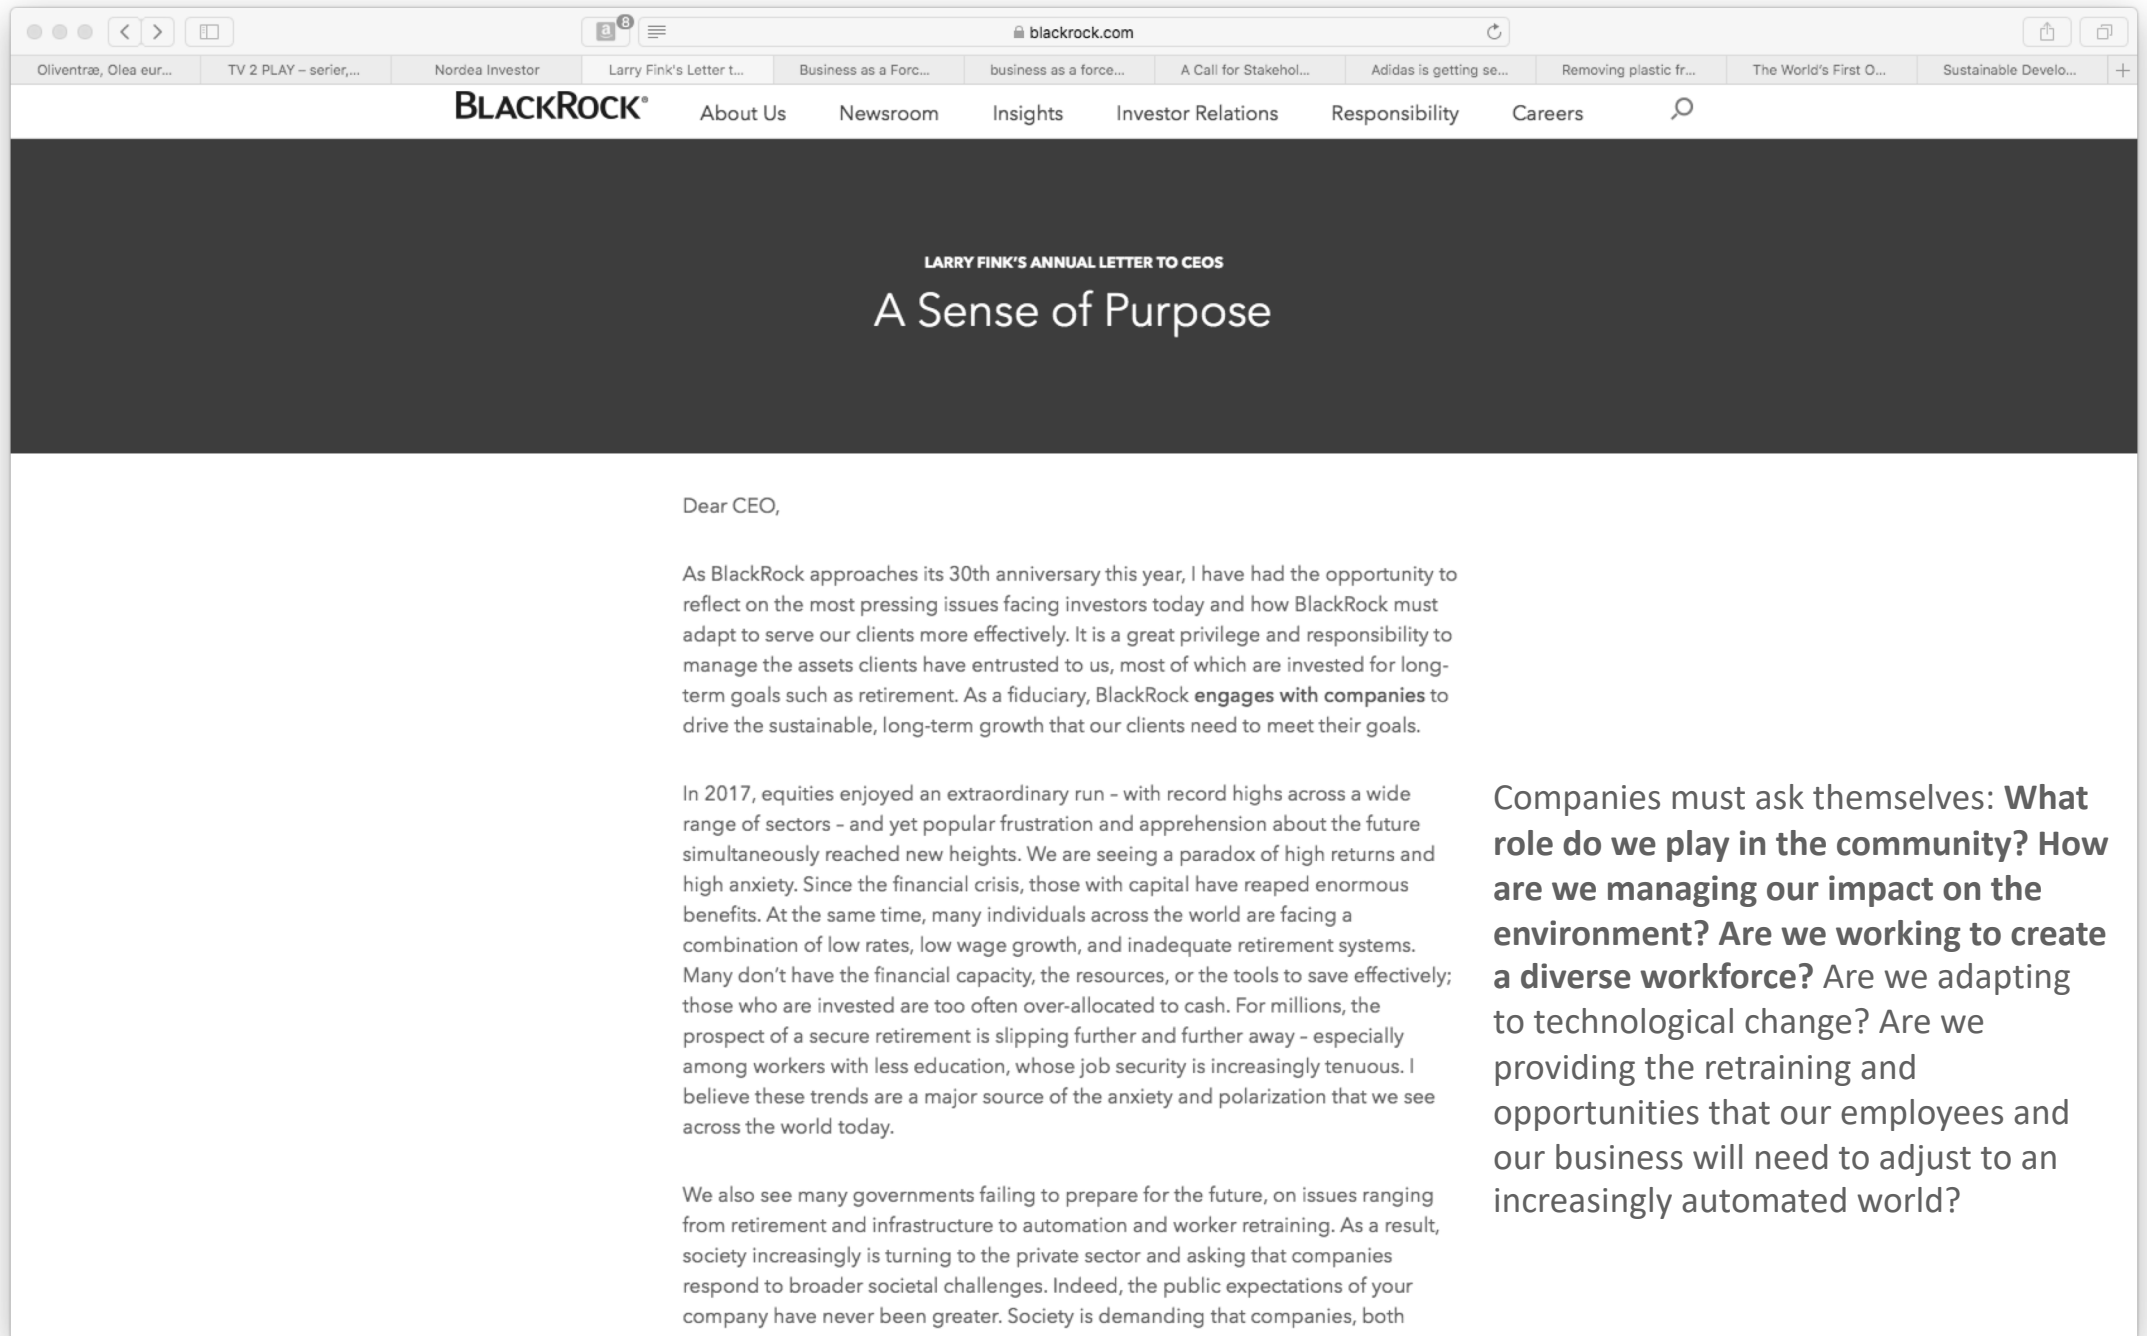 a 8
blackrock.com
Oliventræ, Olea eur...
TV 2 PLAY – serier,...
Nordea Investor
Larry Fink's Letter t...
Business as a Forc...
business as a force...
A Call for Stakehol...
Adidas is getting se...
Removing plastic fr...
The World's First O...
Sustainable Develo...
BLACKROCK®
About Us
Newsroom
Insights
Investor Relations
Responsibility
Careers
LARRY FINK'S ANNUAL LETTER TO CEOS
A Sense of Purpose
Dear CEO,
As BlackRock approaches its 30th anniversary this year, I have had the opportunity to
reflect on the most pressing issues facing investors today and how BlackRock must
adapt to serve our clients more effectively. It is a great privilege and responsibility to
manage the assets clients have entrusted to us, most of which are invested for long-
term goals such as retirement. As a fiduciary, BlackRock engages with companies to
drive the sustainable, long-term growth that our clients need to meet their goals.
In 2017, equities enjoyed an extraordinary run – with record highs across a wide
range of sectors – and yet popular frustration and apprehension about the future
simultaneously reached new heights. We are seeing a paradox of high returns and
high anxiety. Since the financial crisis, those with capital have reaped enormous
benefits. At the same time, many individuals across the world are facing a
combination of low rates, low wage growth, and inadequate retirement systems.
Many don't have the financial capacity, the resources, or the tools to save effectively;
those who are invested are too often over-allocated to cash. For millions, the
prospect of a secure retirement is slipping further and further away – especially
among workers with less education, whose job security is increasingly tenuous. I
believe these trends are a major source of the anxiety and polarization that we see
across the world today.
We also see many governments failing to prepare for the future, on issues ranging
from retirement and infrastructure to automation and worker retraining. As a result,
society increasingly is turning to the private sector and asking that companies
respond to broader societal challenges. Indeed, the public expectations of your
company have never been greater. Society is demanding that companies, both
Companies must ask themselves: What
role do we play in the community? How
are we managing our impact on the
environment? Are we working to create
a diverse workforce? Are we adapting
to technological change? Are we
providing the retraining and
opportunities that our employees and
our business will need to adjust to an
increasingly automated world?